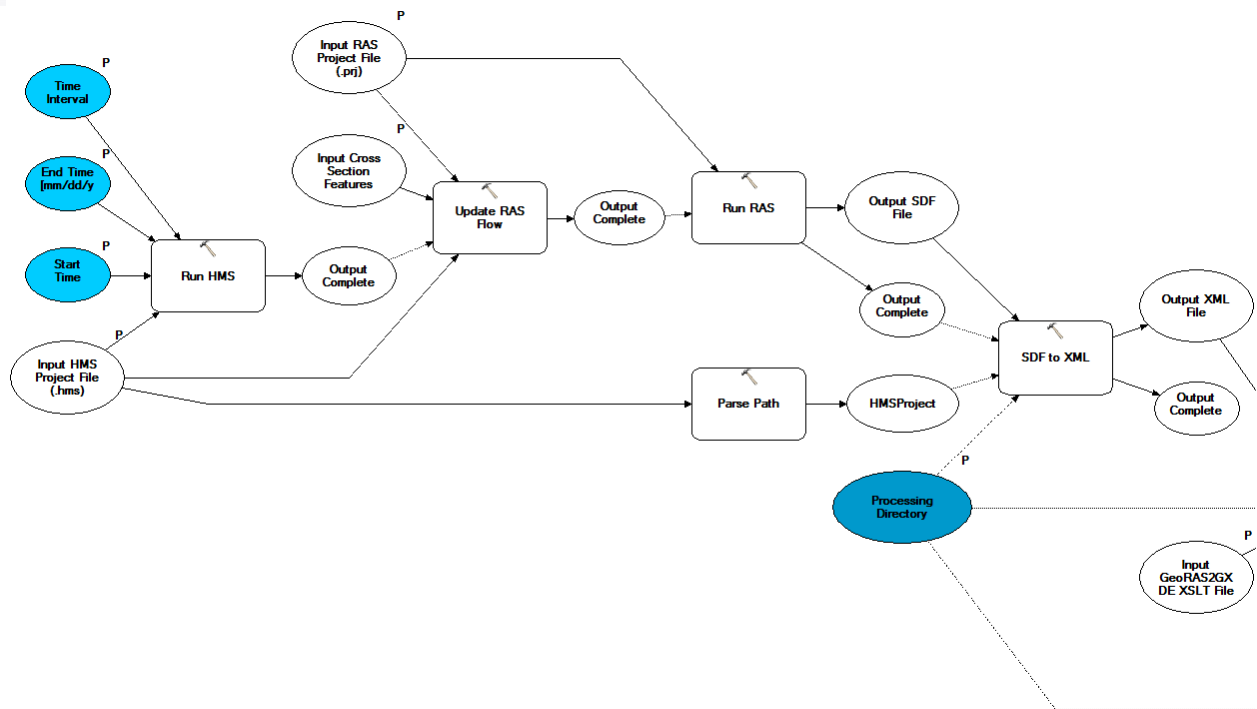 P
Input RAS
Project File
(.prj)
P
Time
Interval
P
Input Cross
Section
Features
P
End Time
[mm/dd/y
Update RAS
Flow
Output
Complete
Run RAS
Output SDF
File
P
Start
Time
Run HMS
Output
Complete
Output
Complete
Output XML
File
P
Input HMS
Project File
(.hms)
SDF to XML
Parse Path
HMSProject
Output
Complete
P
Processing
Directory
P
Input
GeoRAS2GX
DE XSLT File